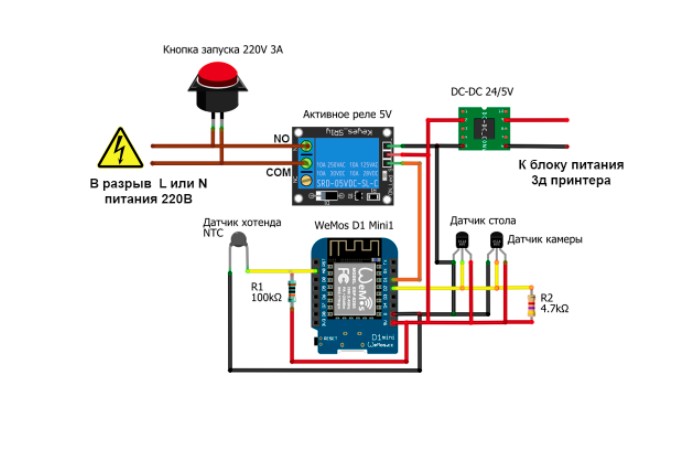 Кнопка запуска 220V 3A
DC-DC 24/5V
Активное реле 5V
NO
COM
10A 250VAC 10A 125VAC
10A 30VDC 10A 28VDC
SRD-05VDC-SL-C
В разрыв L или N
питания 220В
К блоку питания
3д принтера
Датчик хотенда
NTC
WeMos D1 Mini1
Датчик стола
Датчик камеры
R1
100kΩ
R2
4.7kΩ
WeMos
FC
RESET
D1 mini